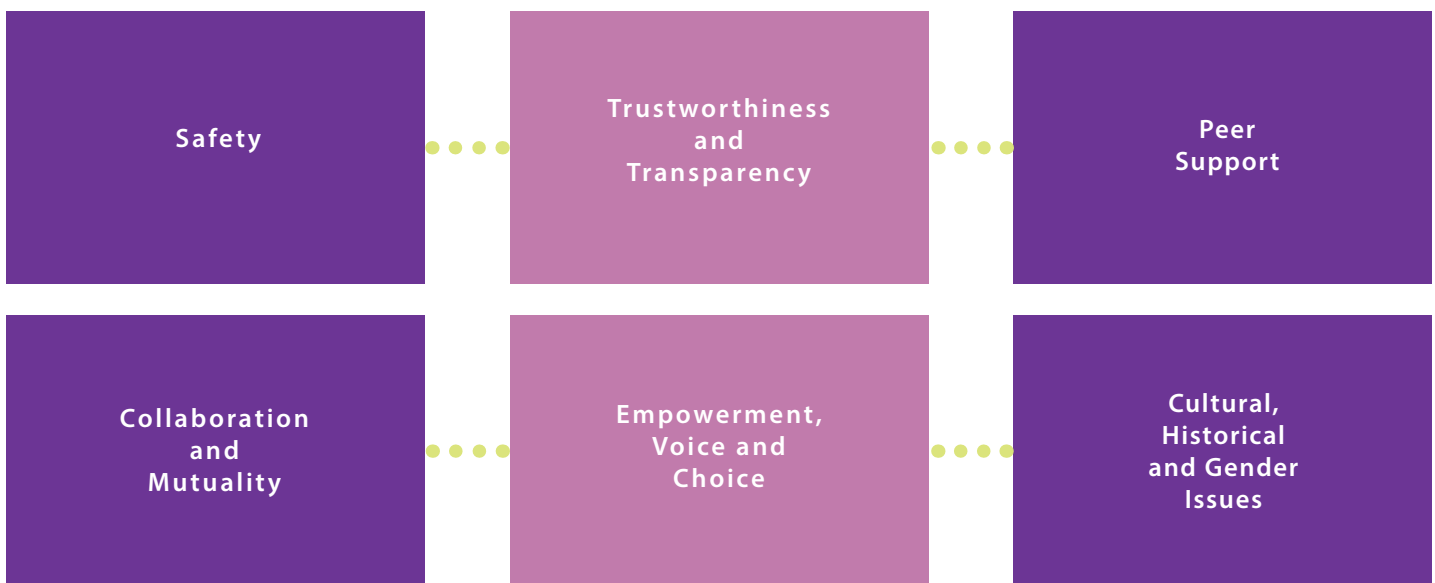 Safety
Trustworthiness
and
Transparency
Peer
Support
Collaboration
and
Mutuality
Empowerment,
Voice and
Choice
Cultural,
Historical
and Gender
Issues